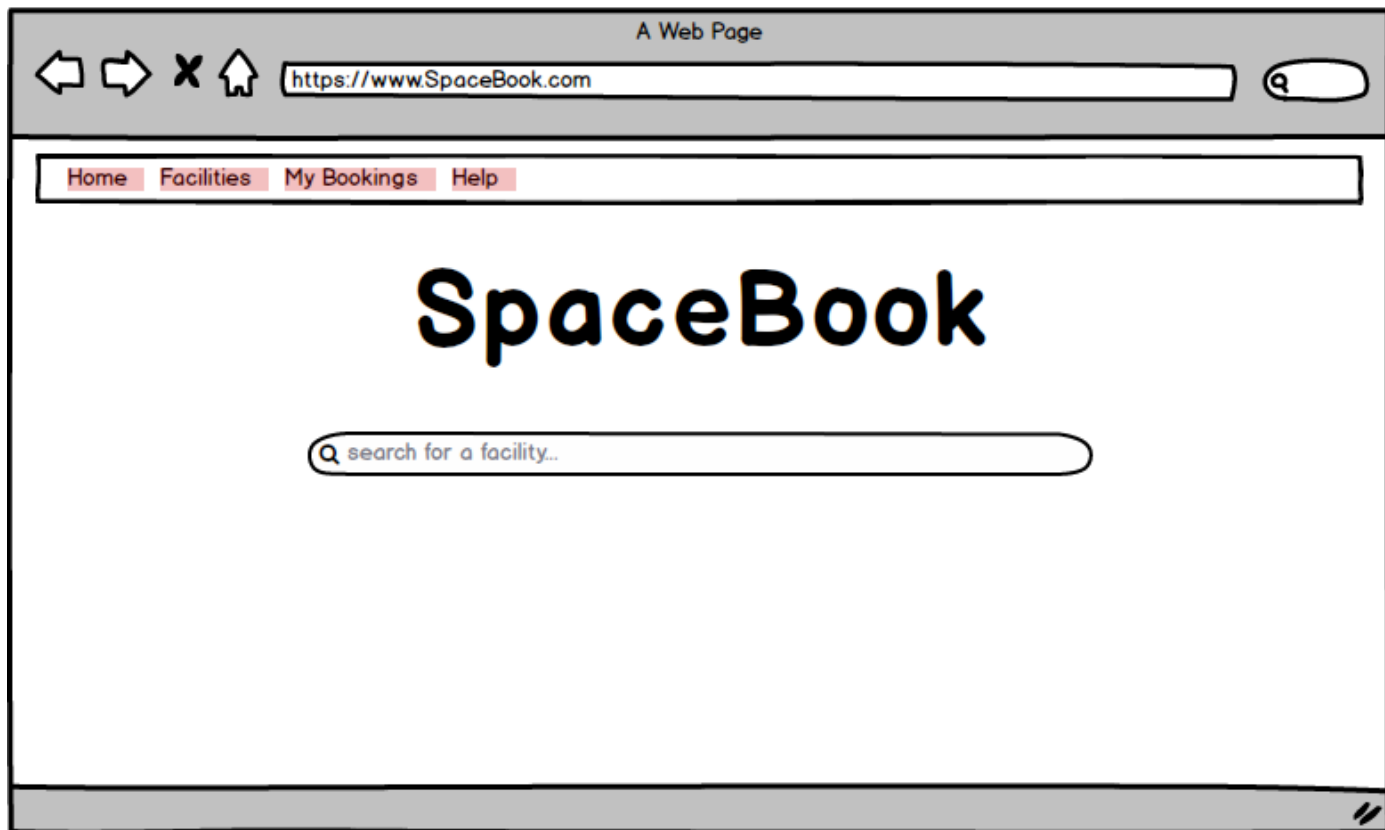 A Web Page
https://www.SpaceBook.com
Home Facilities My Bookings Help
SpaceBook
search for a facility...